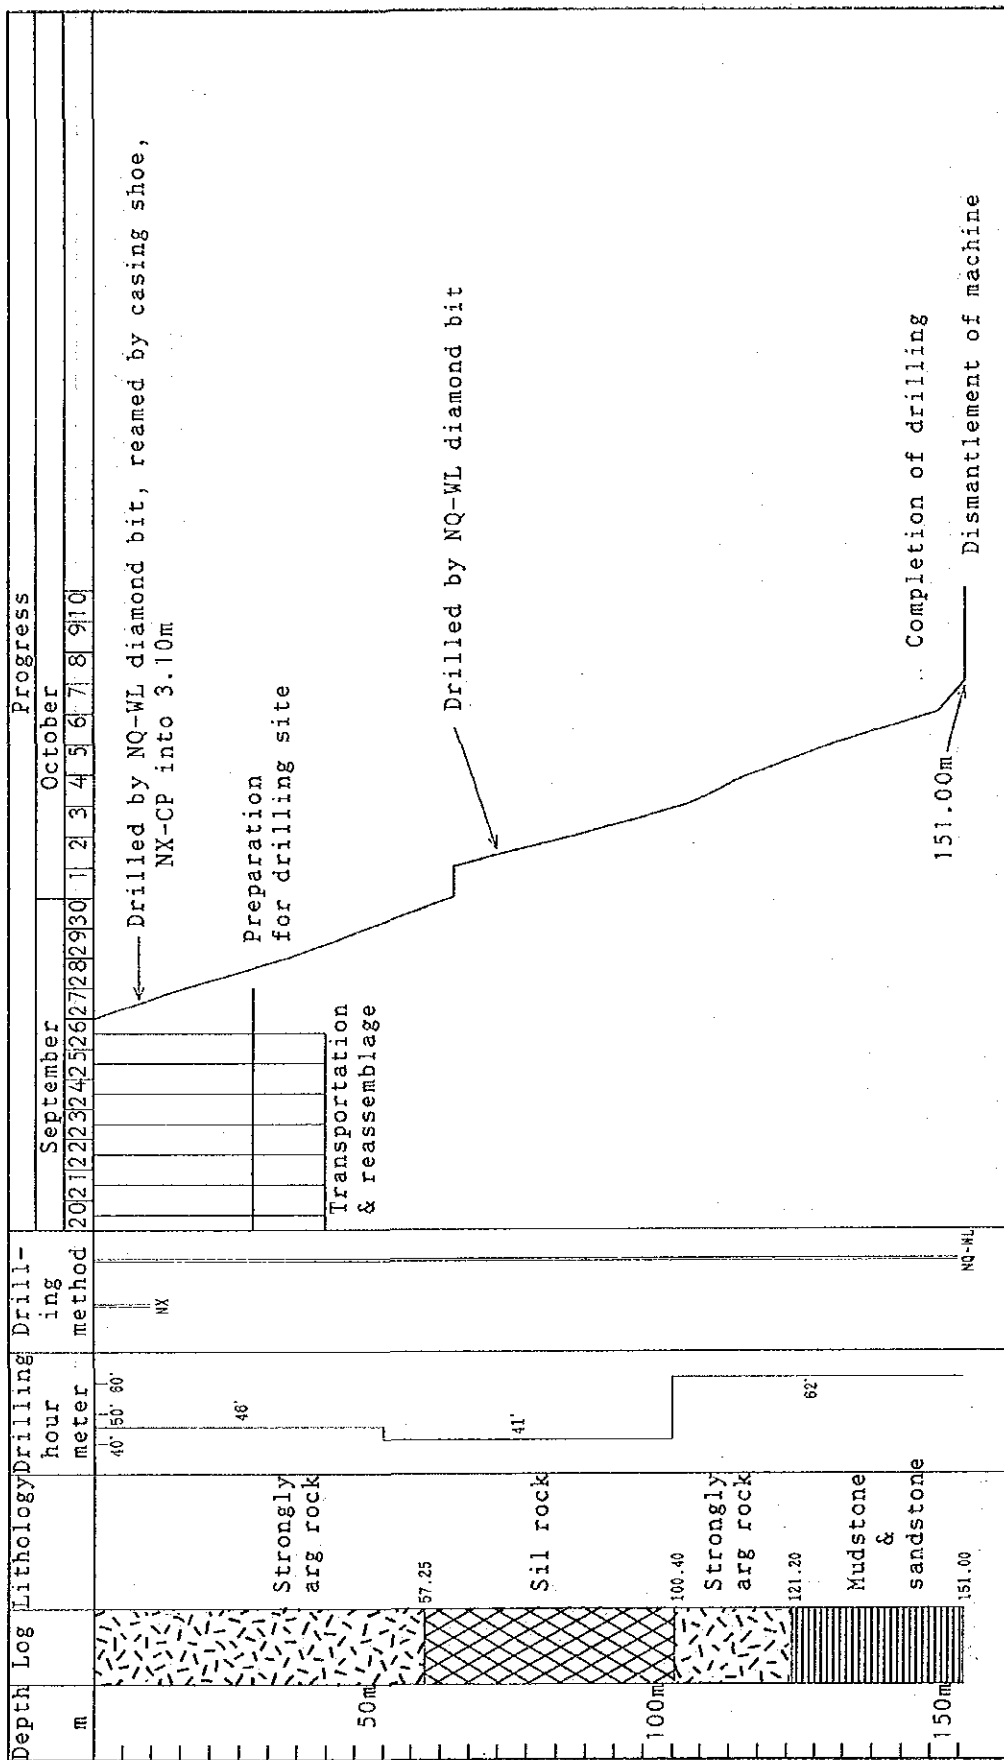 Depth
m
Log
Lithology
Drilling
hour
meter
Drill-
ing
method
Progress
September
October
20 21 22 23 24 25 26 27 28 29 30 1 2 3 4 5 6 7 8 9 10
40' 50' 60'
NX
46'
41'
62'
NQ-WL
Strongly
arg rock
57.25
Sil rock
100.40
Strongly
arg rock
121.20
Mudstone
&
sandstone
151.00
50m
100m
150m
Drilled by NQ-WL diamond bit, reamed by casing shoe,
NX-CP into 3.10m
Preparation
for drilling site
Transportation
& reassemblage
Drilled by NQ-WL diamond bit
Completion of drilling
151.00m
Dismantlement of machine